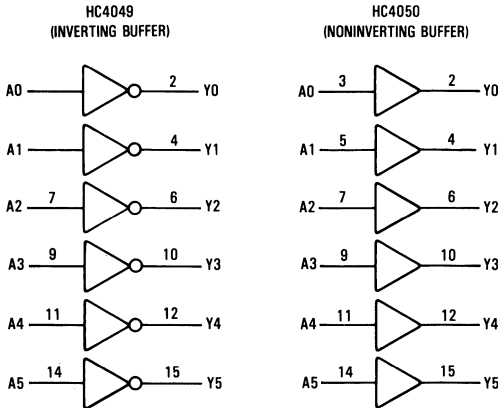 HC4049
(INVERTING BUFFER)
A0 2 Y0
A1 4 Y1
A2 7 6 Y2
A3 9 10 Y3
A4 11 12 Y4
A5 14 15 Y5
HC4050
(NONINVERTING BUFFER)
A0 3 2 Y0
A1 5 4 Y1
A2 7 6 Y2
A3 9 10 Y3
A4 11 12 Y4
A5 14 15 Y5